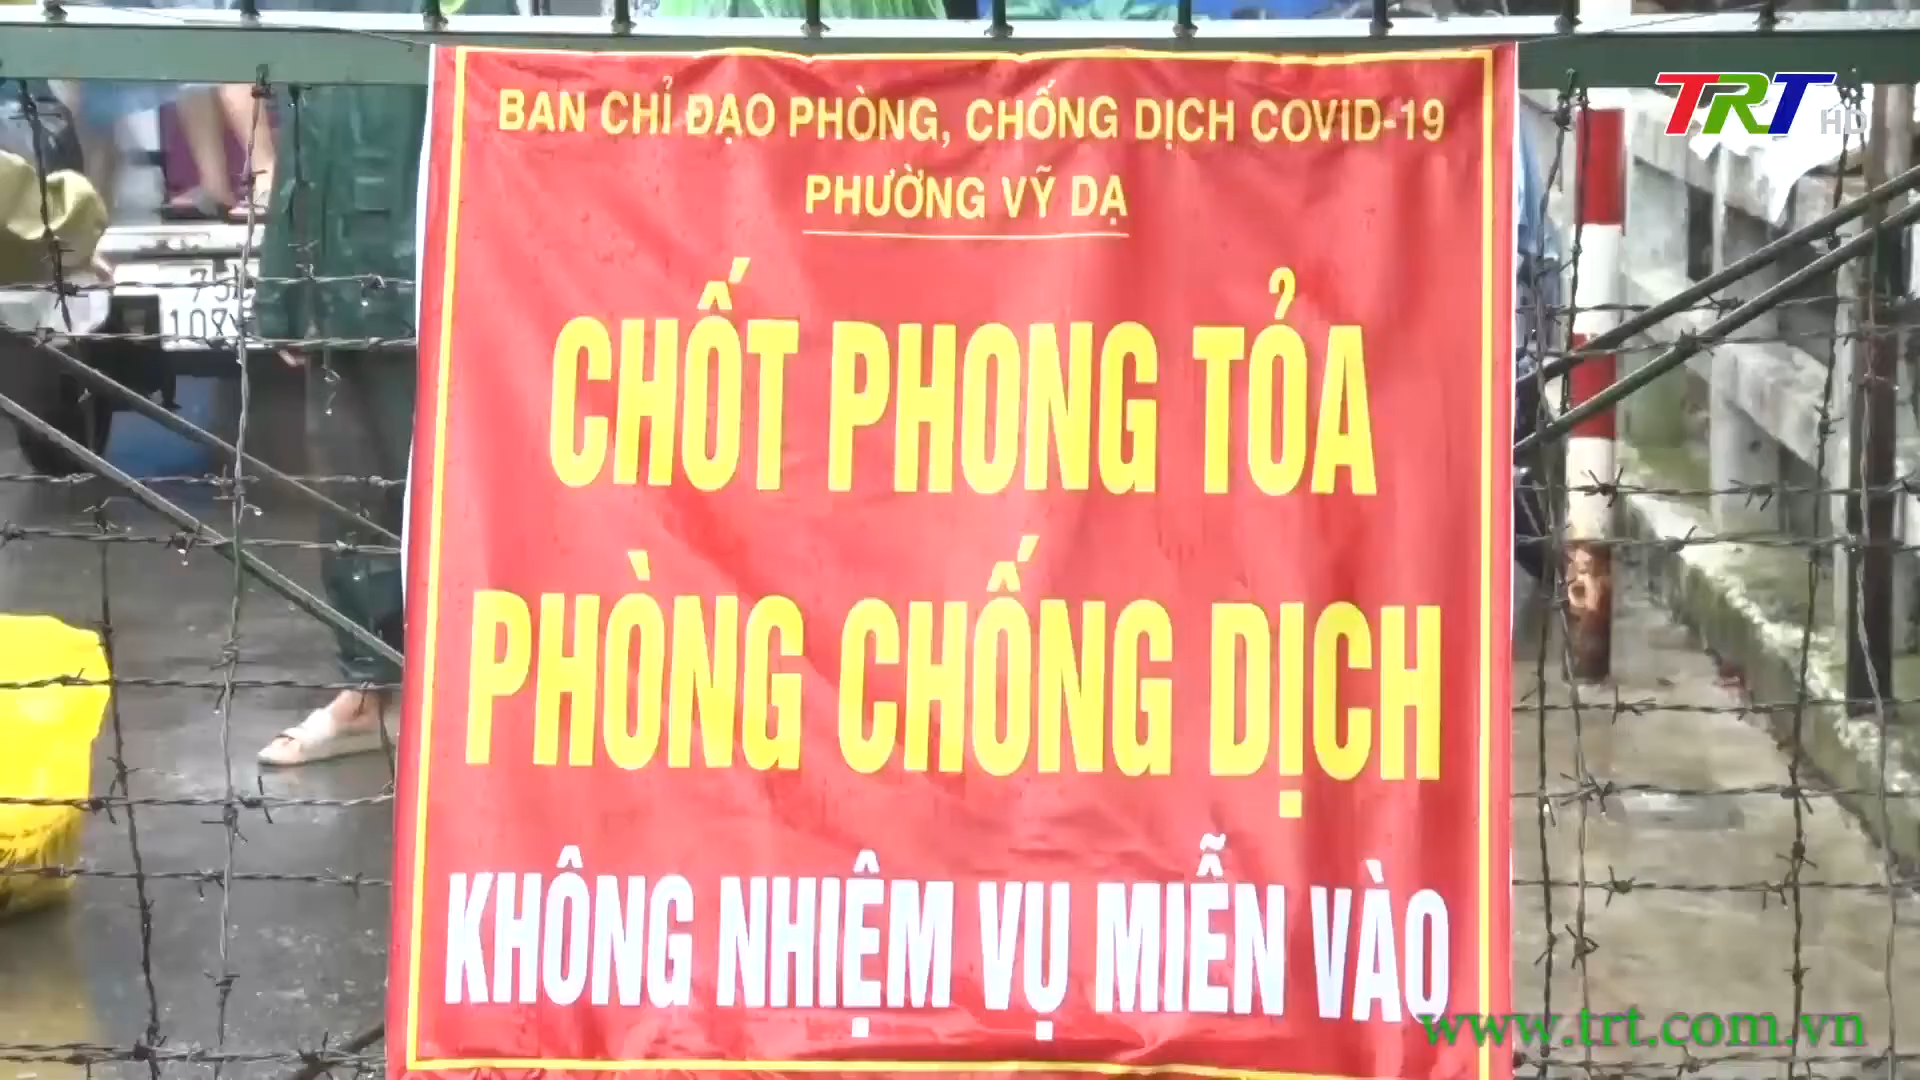 BAN CHỈ ĐẠO PHÒNG, CHỐNG DỊCH COVID-19
PHƯỜNG VỸ DẠ
TRT HD
CHỐT PHONG TỎA
PHÒNG CHỐNG DỊCH
KHÔNG NHIỆM VỤ MIỄN VÀO
www.trt.com.vn